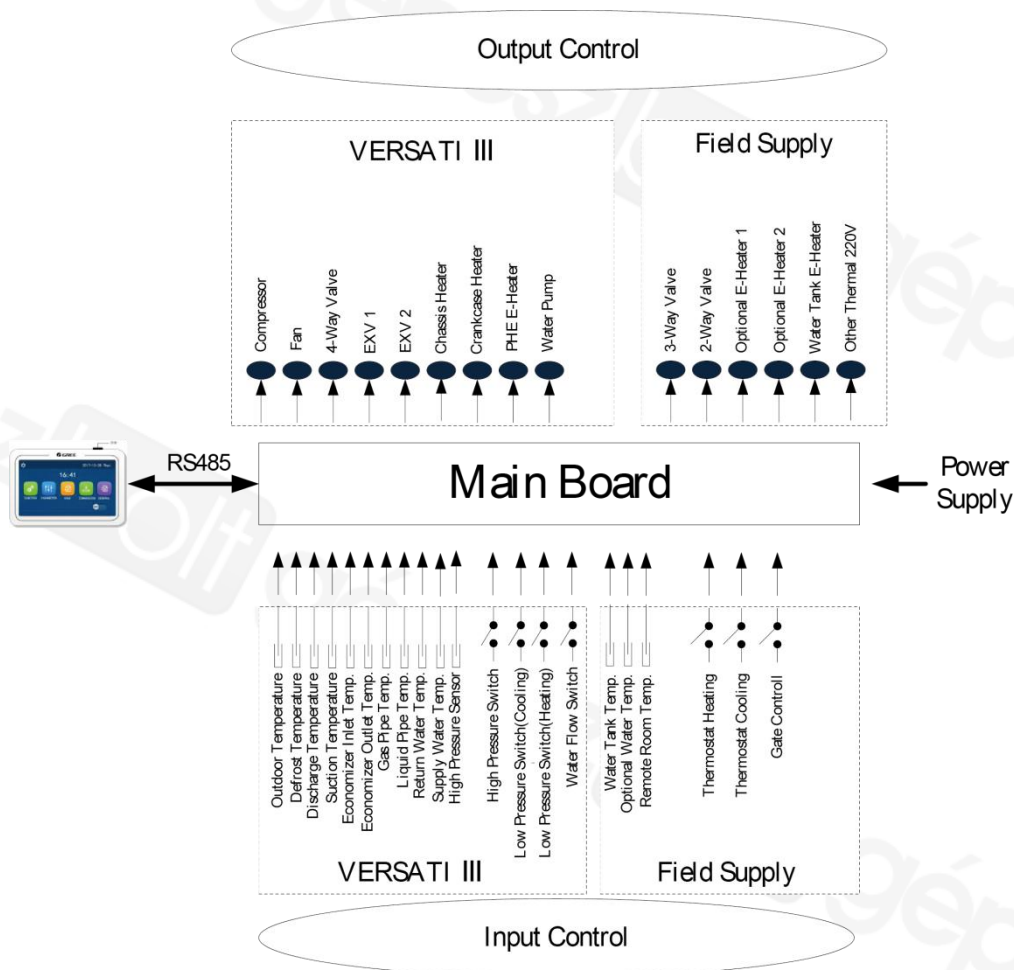 Output Control
VERSATI III
Field Supply
Compressor
Fan
4-Way Valve
EXV 1
EXV 2
Chassis Heater
Crankcase Heater
PHE E-Heater
Water Pump
3-Way Valve
2-Way Valve
Optional E-Heater 1
Optional E-Heater 2
Water Tank E-Heater
Other Thermal 220V
GREE
16:41
RS485
Main Board
Power
Supply
Outdoor Temperature
Defrost Temperature
Discharge Temperature
Suction Temperature
Economizer Inlet Temp.
Economizer Outlet Temp.
Gas Pipe Temp.
Liquid Pipe Temp.
Return Water Temp.
Supply Water Temp.
High Pressure Sensor
High Pressure Switch
Low Pressure Switch(Cooling)
Low Pressure Switch(Heating)
Water Flow Switch
Water Tank Temp.
Optional Water Temp.
Remote Room Temp.
Thermostat Heating
Thermostat Cooling
Gate Controll
VERSATI III
Field Supply
Input Control